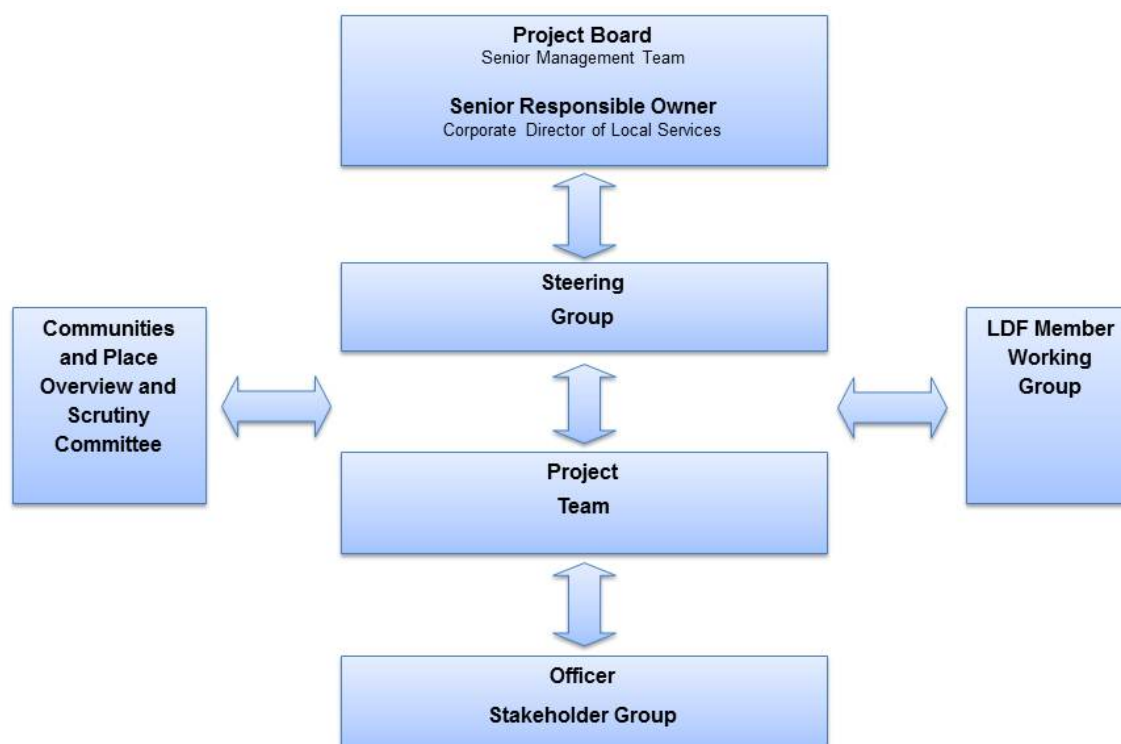 Project Board
Senior Management Team
Senior Responsible Owner
Corporate Director of Local Services
Steering
Group
Communities
and Place
Overview and
Scrutiny
Committee
LDF Member
Working
Group
Project
Team
Officer
Stakeholder Group